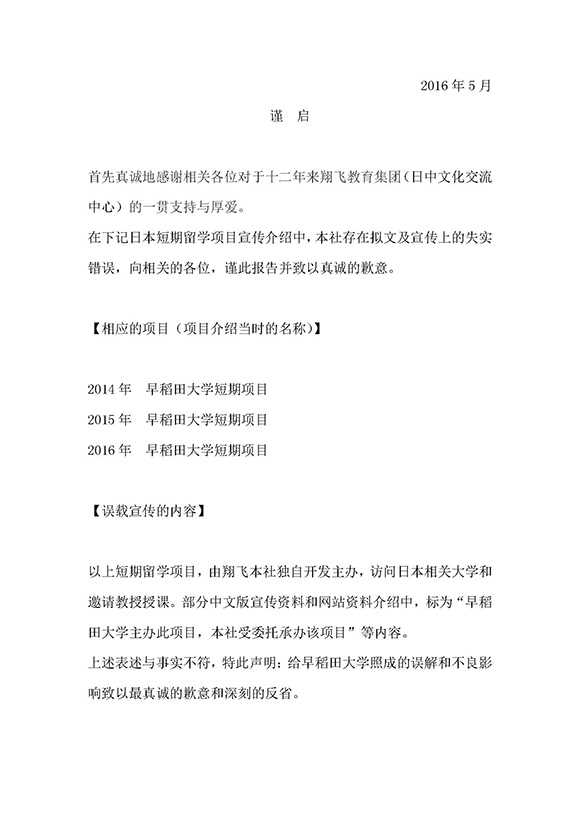 2016 年 5 月
谨　启
首先真诚地感谢相关各位对于十二年来翔飞教育集团（日中文化交流
中心）的一贯支持与厚爱。
在下记日本短期留学项目宣传介绍中，本社存在拟文及宣传上的失实
错误，向相关的各位，谨此报告并致以真诚的歉意。
【相应的项目（项目介绍当时的名称）】
2014 年　早稻田大学短期项目
2015 年　早稻田大学短期项目
2016 年　早稻田大学短期项目
【误载宣传的内容】
以上短期留学项目，由翔飞本社独自开发主办，访问日本相关大学和
邀请教授授课。部分中文版宣传资料和网站资料介绍中，标为“早稻
田大学主办此项目，本社受委托承办该项目”等内容。
上述表述与事实不符，特此声明：给早稻田大学照成的误解和不良影
响致以最真诚的歉意和深刻的反省。